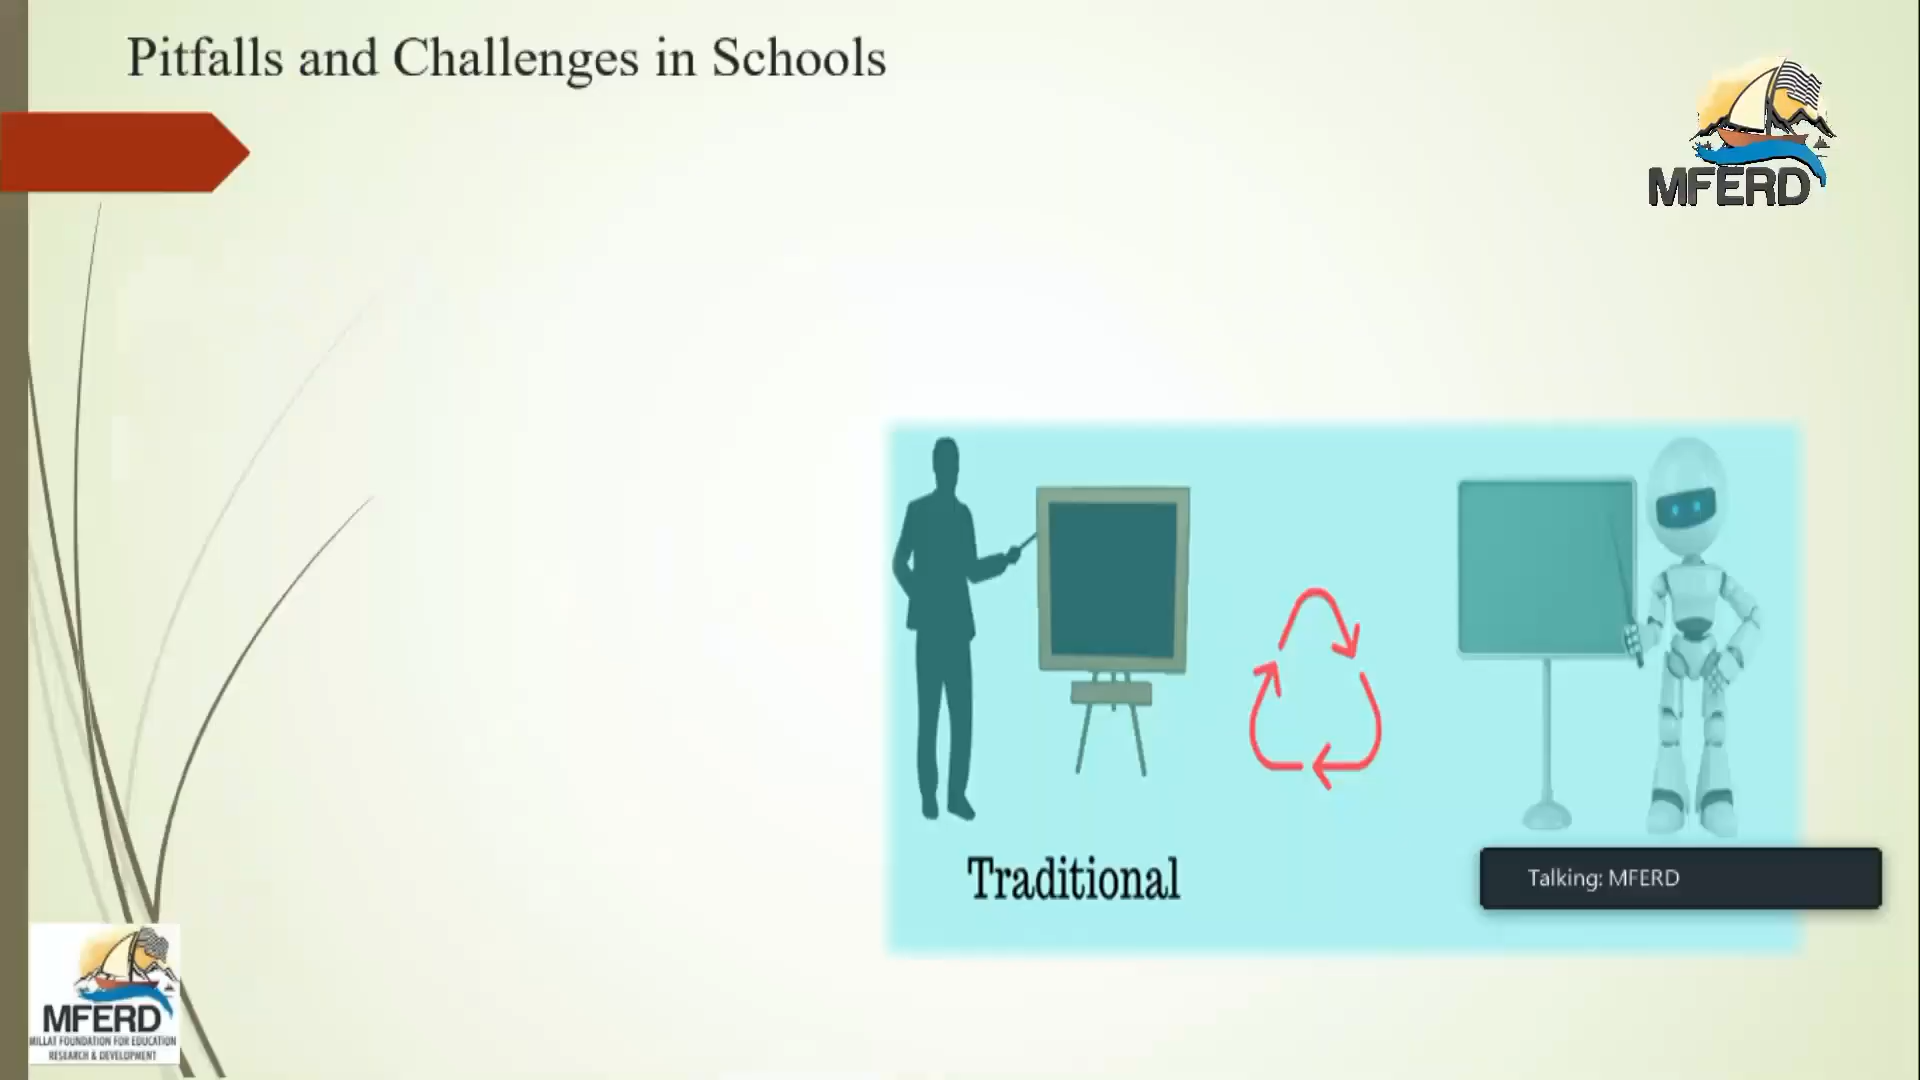 Pitfalls and Challenges in Schools
MFERD
Traditional
Talking: MFERD
MFERD
MILLAT FOUNDATION FOR EDUCATION
RESEARCH & DEVELOPMENT